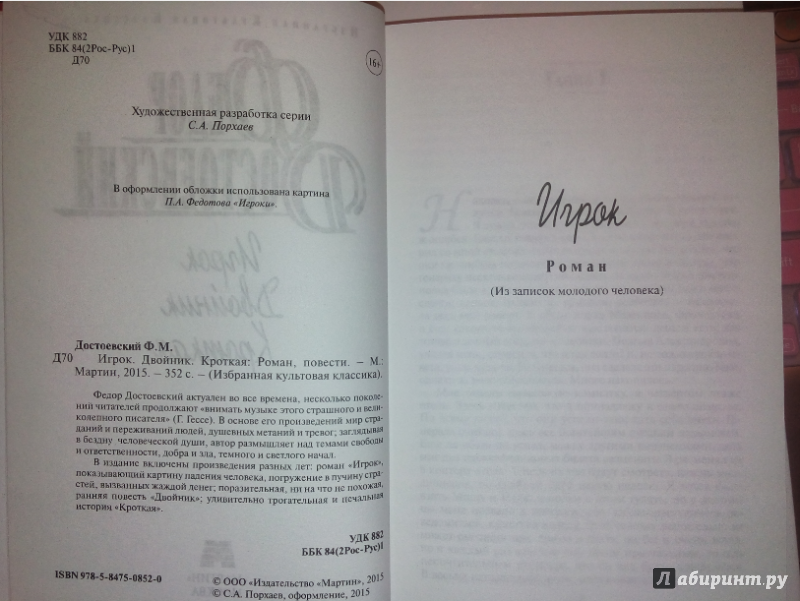 УДК 882
ББК 84(2Рос-Рус)1
Д70
16+
Художественная разработка серии
С.А. Порхаев
В оформлении обложки использована картина
П.А. Федотова «Игроки».
Достоевский Ф.М.
Д70 Игрок. Двойник. Кроткая: Роман, повести. – М.:
Мартин, 2015. – 352 с. – (Избранная культовая классика).
Федор Достоевский актуален во все времена, несколько поколе-
ний читателей продолжают «внимать музыке этого страшного и вели-
колепного писателя» (Г. Гессе). В основе его произведений мир стра-
даний и переживаний людей, душевных метаний и тревог; заглядывая
в бездну человеческой души, автор размышляет над темами свободы
и ответственности, добра и зла, темного и светлого начал.
В издание включены произведения разных лет: роман «Игрок»,
показывающий картину падения человека, погружение в пучину стра-
стей, вызванных жаждой денег; поразительная, ни на что не похожая,
ранняя повесть «Двойник»; удивительно трогательная и печальная
история «Кроткая».
УДК 882
ББК 84(2Рос-Рус)1
ISBN 978-5-8475-0852-0
© ООО «Издательство «Мартин», 2015
© С.А. Порхаев, оформление, 2015
Игрок
Роман
(Из записок молодого человека)
лабиринт.ру